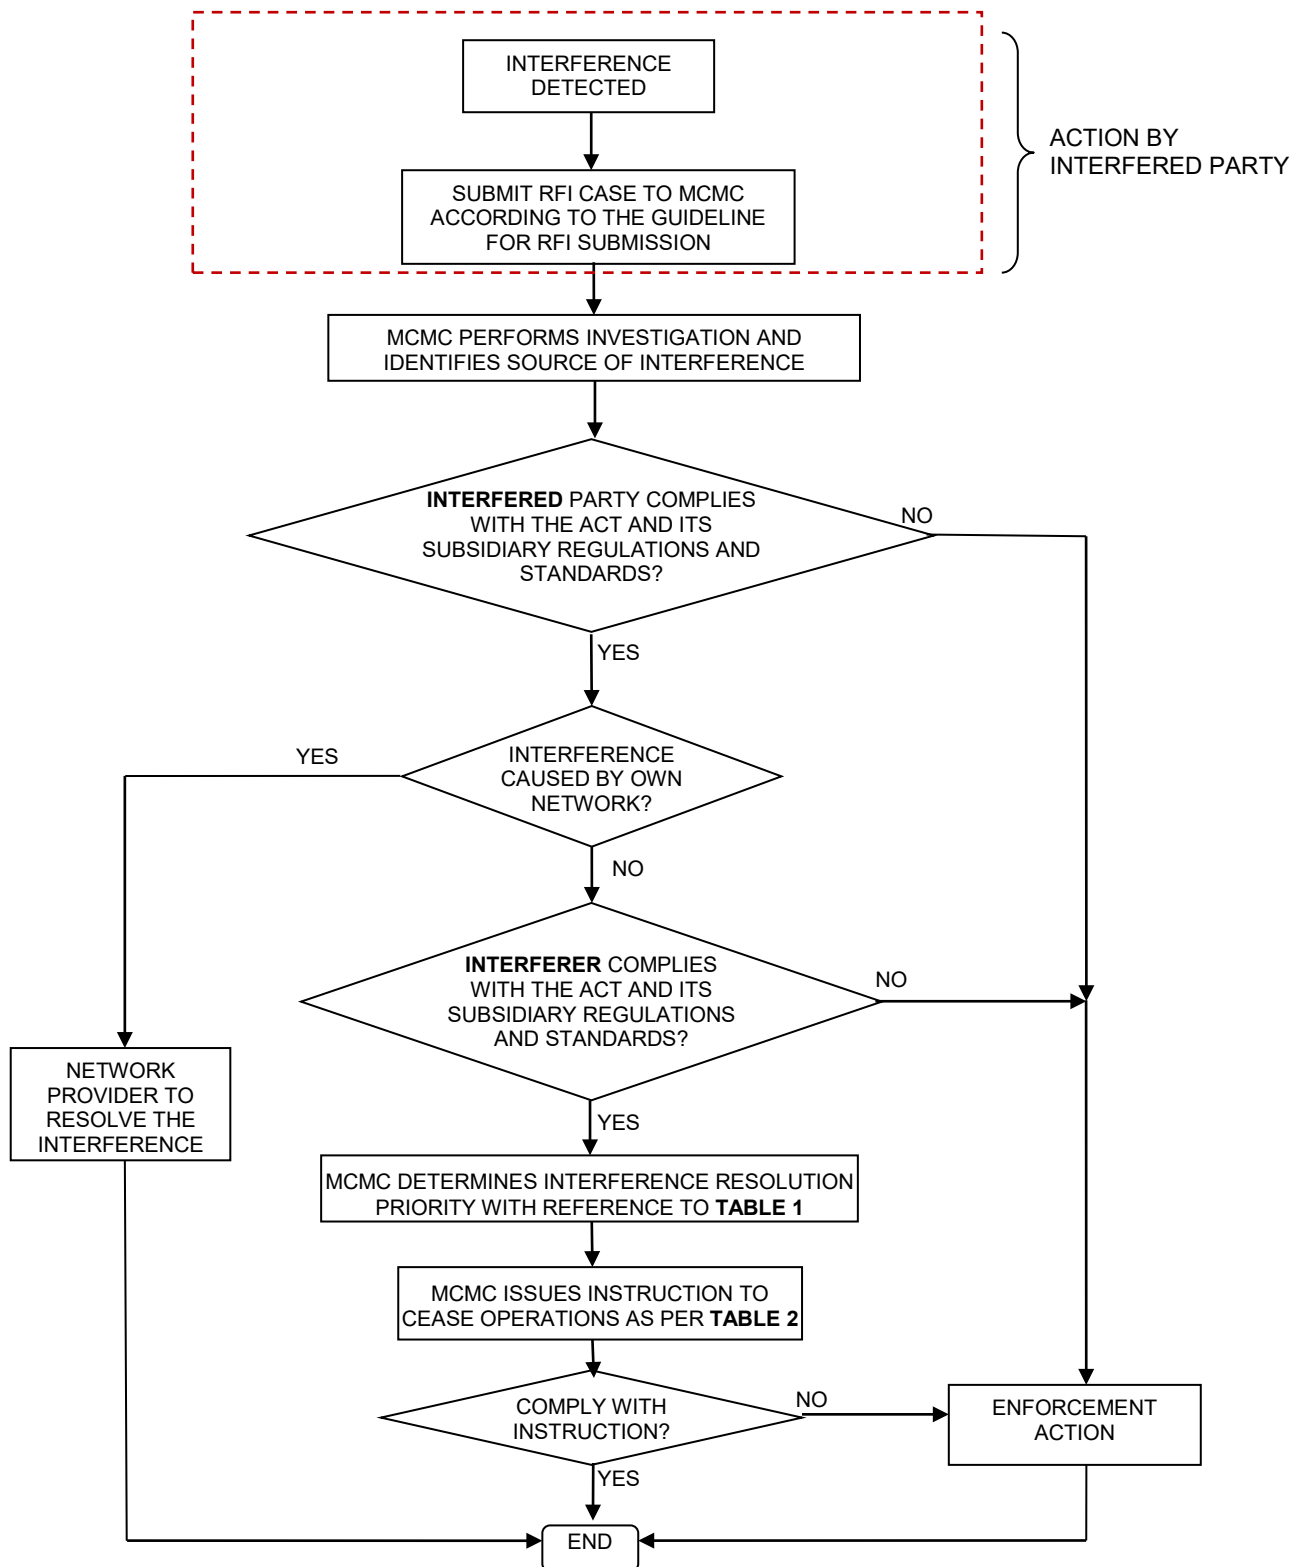 INTERFERENCE
DETECTED
ACTION BY
INTERFERED PARTY
SUBMIT RFI CASE TO MCMC
ACCORDING TO THE GUIDELINE
FOR RFI SUBMISSION
MCMC PERFORMS INVESTIGATION AND
IDENTIFIES SOURCE OF INTERFERENCE
INTERFERED PARTY COMPLIES
WITH THE ACT AND ITS
SUBSIDIARY REGULATIONS AND
STANDARDS?
NO
YES
YES
INTERFERENCE
CAUSED BY OWN
NETWORK?
NO
INTERFERER COMPLIES
WITH THE ACT AND ITS
SUBSIDIARY REGULATIONS
AND STANDARDS?
NO
NETWORK
PROVIDER TO
RESOLVE THE
INTERFERENCE
YES
MCMC DETERMINES INTERFERENCE RESOLUTION
PRIORITY WITH REFERENCE TO TABLE 1
MCMC ISSUES INSTRUCTION TO
CEASE OPERATIONS AS PER TABLE 2
COMPLY WITH
INSTRUCTION?
NO
ENFORCEMENT
ACTION
YES
END